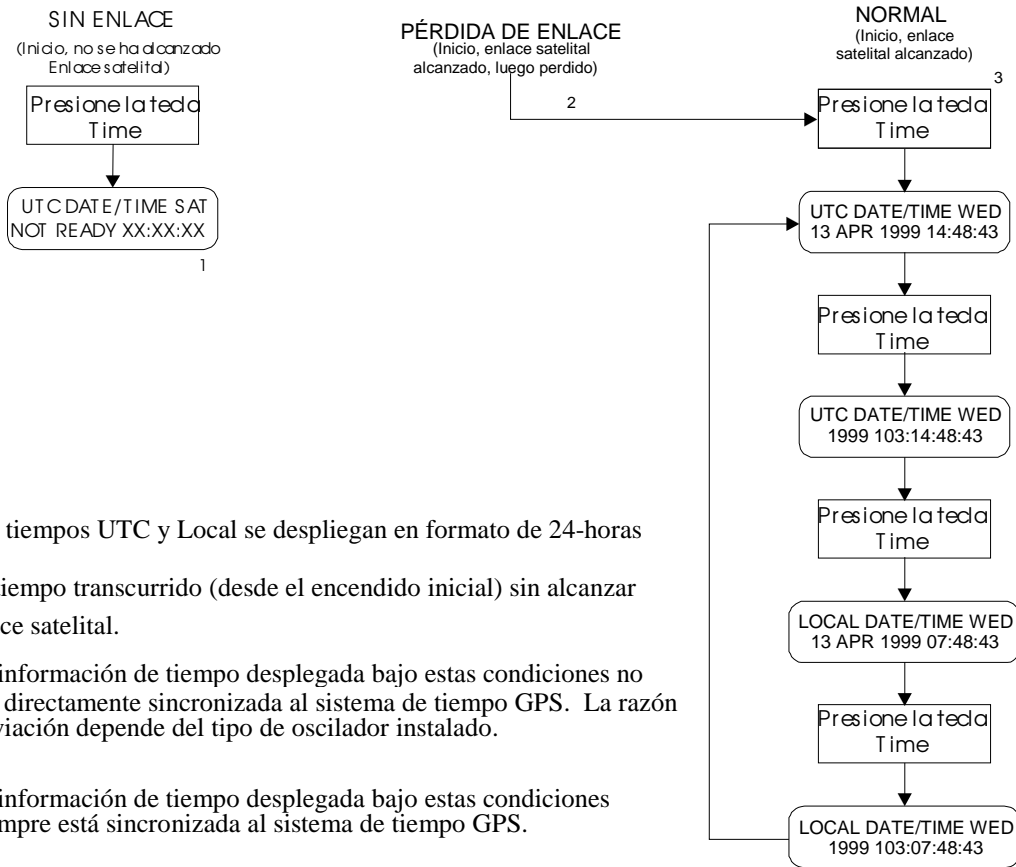 SIN ENLACE
(Inicio, no se ha alcanzado
Enlace satelital)
Presione la tecla
Time
UTC DATE/TIME SAT
NOT READY XX:XX:XX
1
PÉRDIDA DE ENLACE
(Inicio, enlace satelital
alcanzado, luego perdido)
2
NORMAL
(Inicio, enlace
satelital alcanzado)
3
Presione la tecla
Time
UTC DATE/TIME WED
13 APR 1999 14:48:43
Presione la tecla
Time
UTC DATE/TIME WED
1999 103:14:48:43
Presione la tecla
Time
LOCAL DATE/TIME WED
13 APR 1999 07:48:43
Presione la tecla
Time
LOCAL DATE/TIME WED
1999 103:07:48:43
tiempos UTC y Local se despliegan en formato de 24-horas
tiempo transcurrido (desde el encendido inicial) sin alcanzar
ce satelital.
información de tiempo desplegada bajo estas condiciones no
directamente sincronizada al sistema de tiempo GPS. La razón
viación depende del tipo de oscilador instalado.
información de tiempo desplegada bajo estas condiciones
mpre está sincronizada al sistema de tiempo GPS.